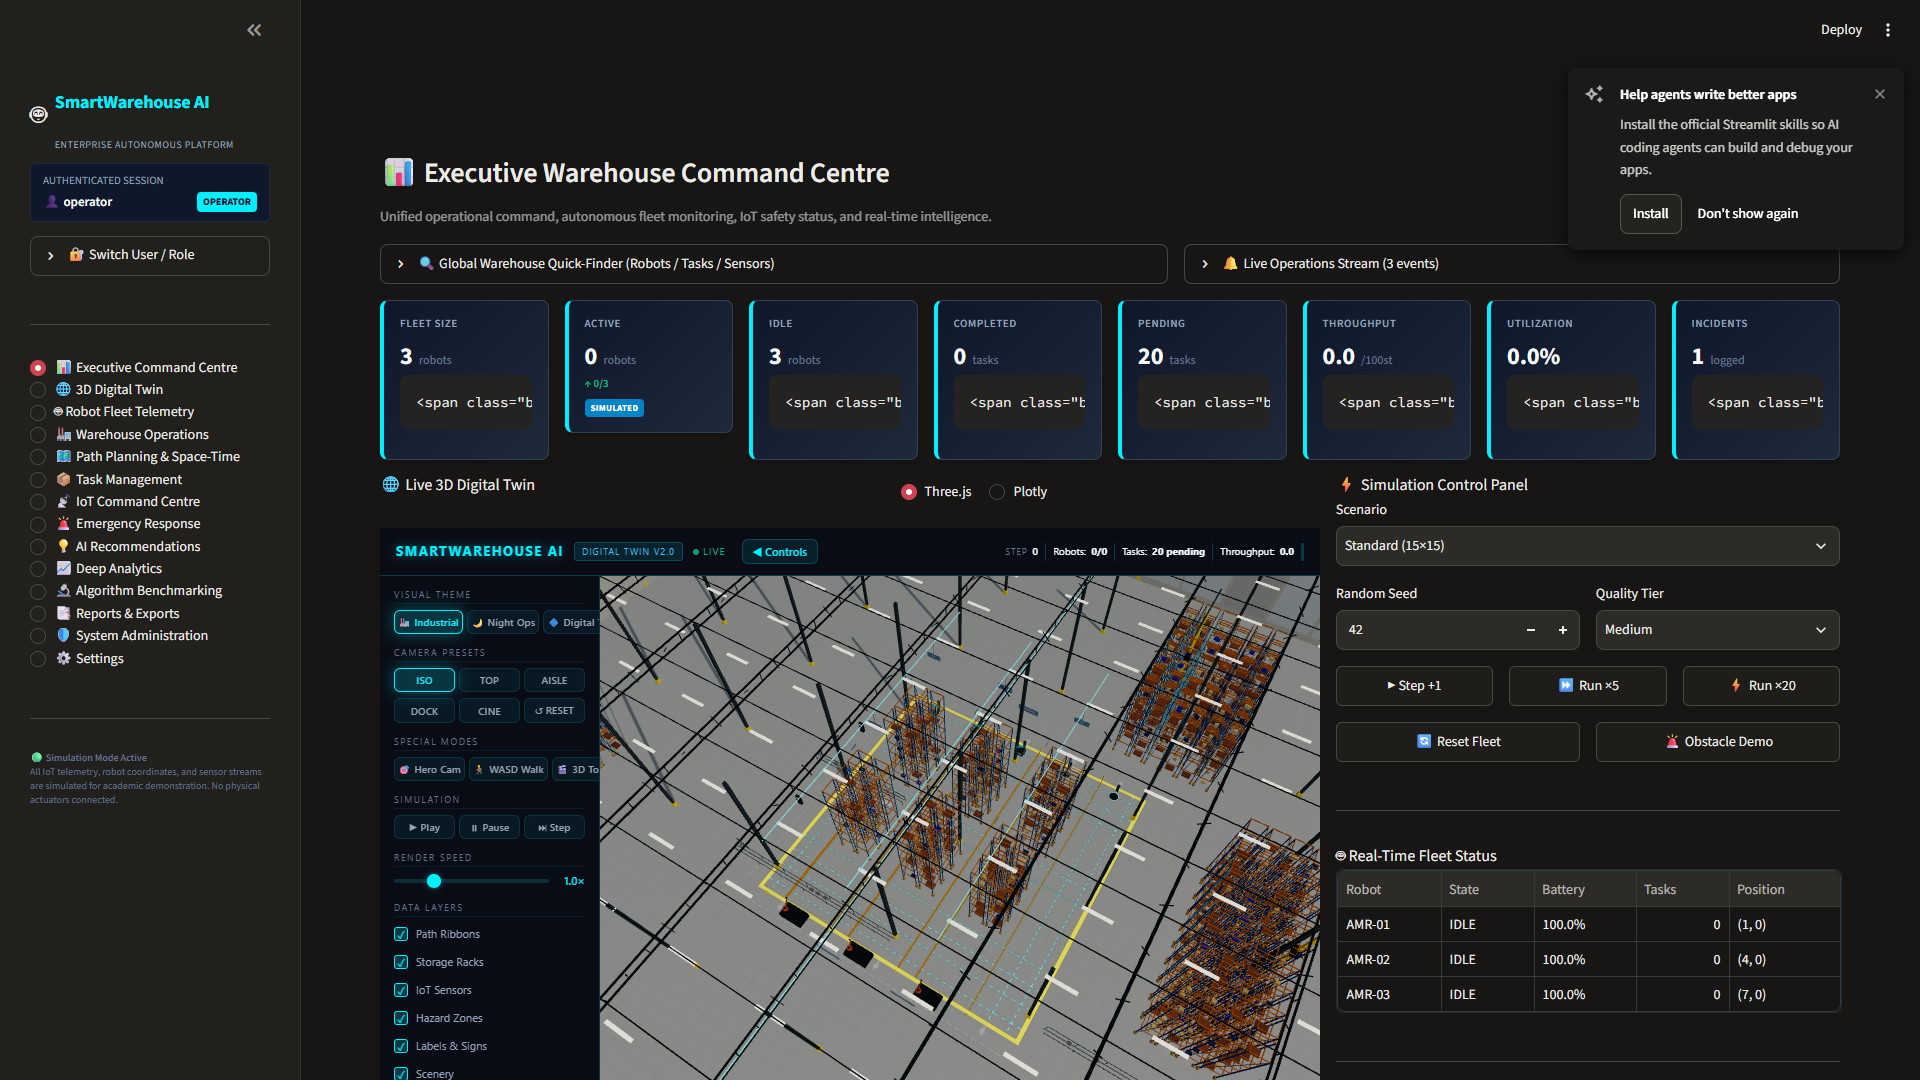 Deploy
SmartWarehouse AI
ENTERPRISE AUTONOMOUS PLATFORM
AUTHENTICATED SESSION
operator
OPERATOR
Switch User / Role
Executive Command Centre
3D Digital Twin
Robot Fleet Telemetry
Warehouse Operations
Path Planning & Space-Time
Task Management
IoT Command Centre
Emergency Response
AI Recommendations
Deep Analytics
Algorithm Benchmarking
Reports & Exports
System Administration
Settings
Simulation Mode Active
All IoT telemetry, robot coordinates, and sensor streams
are simulated for academic demonstration. No physical
actuators connected.
Help agents write better apps
Install the official Streamlit skills so AI
coding agents can build and debug your
apps.
Install
Don't show again
Executive Warehouse Command Centre
Unified operational command, autonomous fleet monitoring, IoT safety status, and real-time intelligence.
Global Warehouse Quick-Finder (Robots / Tasks / Sensors)
Live Operations Stream (3 events)
FLEET SIZE
3 robots
<span class="b
ACTIVE
0 robots
↑ 0/3
SIMULATED
IDLE
3 robots
<span class="b
COMPLETED
0 tasks
<span class="b
PENDING
20 tasks
<span class="b
THROUGHPUT
0.0 /100st
<span class="b
UTILIZATION
0.0%
<span class="b
INCIDENTS
1 logged
<span class="b
Live 3D Digital Twin
Three.js
Plotly
SMARTWAREHOUSE AI
DIGITAL TWIN V2.0
LIVE
◀ Controls
STEP 0
Robots: 0/0
Tasks: 20 pending
Throughput: 0.0
VISUAL THEME
Industrial
Night Ops
Digital
CAMERA PRESETS
ISO
TOP
AISLE
DOCK
CINE
↺ RESET
SPECIAL MODES
Hero Cam
WASD Walk
3D To
SIMULATION
▶ Play
⏸ Pause
⏭ Step
RENDER SPEED
1.0×
DATA LAYERS
Path Ribbons
Storage Racks
IoT Sensors
Hazard Zones
Labels & Signs
Scenery
Simulation Control Panel
Scenario
Standard (15×15)
Random Seed
Quality Tier
42
Medium
▶ Step +1
Run ×5
Run ×20
Reset Fleet
Obstacle Demo
Real-Time Fleet Status
Robot State Battery Tasks Position
AMR-01 IDLE 100.0% 0 (1, 0)
AMR-02 IDLE 100.0% 0 (4, 0)
AMR-03 IDLE 100.0% 0 (7, 0)